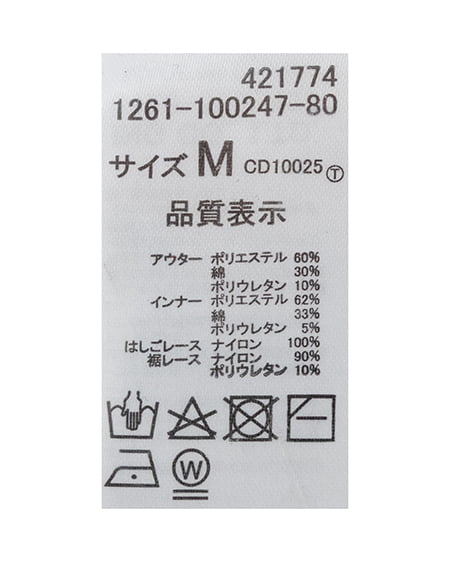 421774
1261-100247-80
サイズ M CD10025 Ⓣ
品質表示
アウター ポリエステル 60%
綿 30%
ポリウレタン 10%
インナー ポリエステル 62%
綿 33%
ポリウレタン 5%
はしごレース ナイロン 100%
裾レース ナイロン 90%
ポリウレタン 10%
W